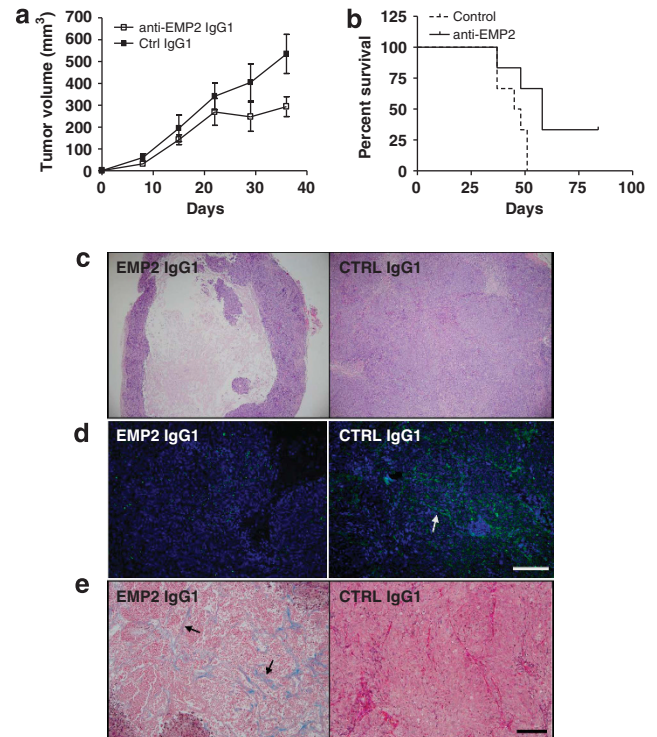 a
anti-EMP2 IgG1
Ctrl IgG1
Tumor volume (mm³)
700
600
500
400
300
200
100
0
0 10 20 30 40
Days
b
Control
anti-EMP2
Percent survival
125
100
75
50
25
0
0 25 50 75 100
Days
c
EMP2 IgG1
CTRL IgG1
d
EMP2 IgG1
CTRL IgG1
e
EMP2 IgG1
CTRL IgG1